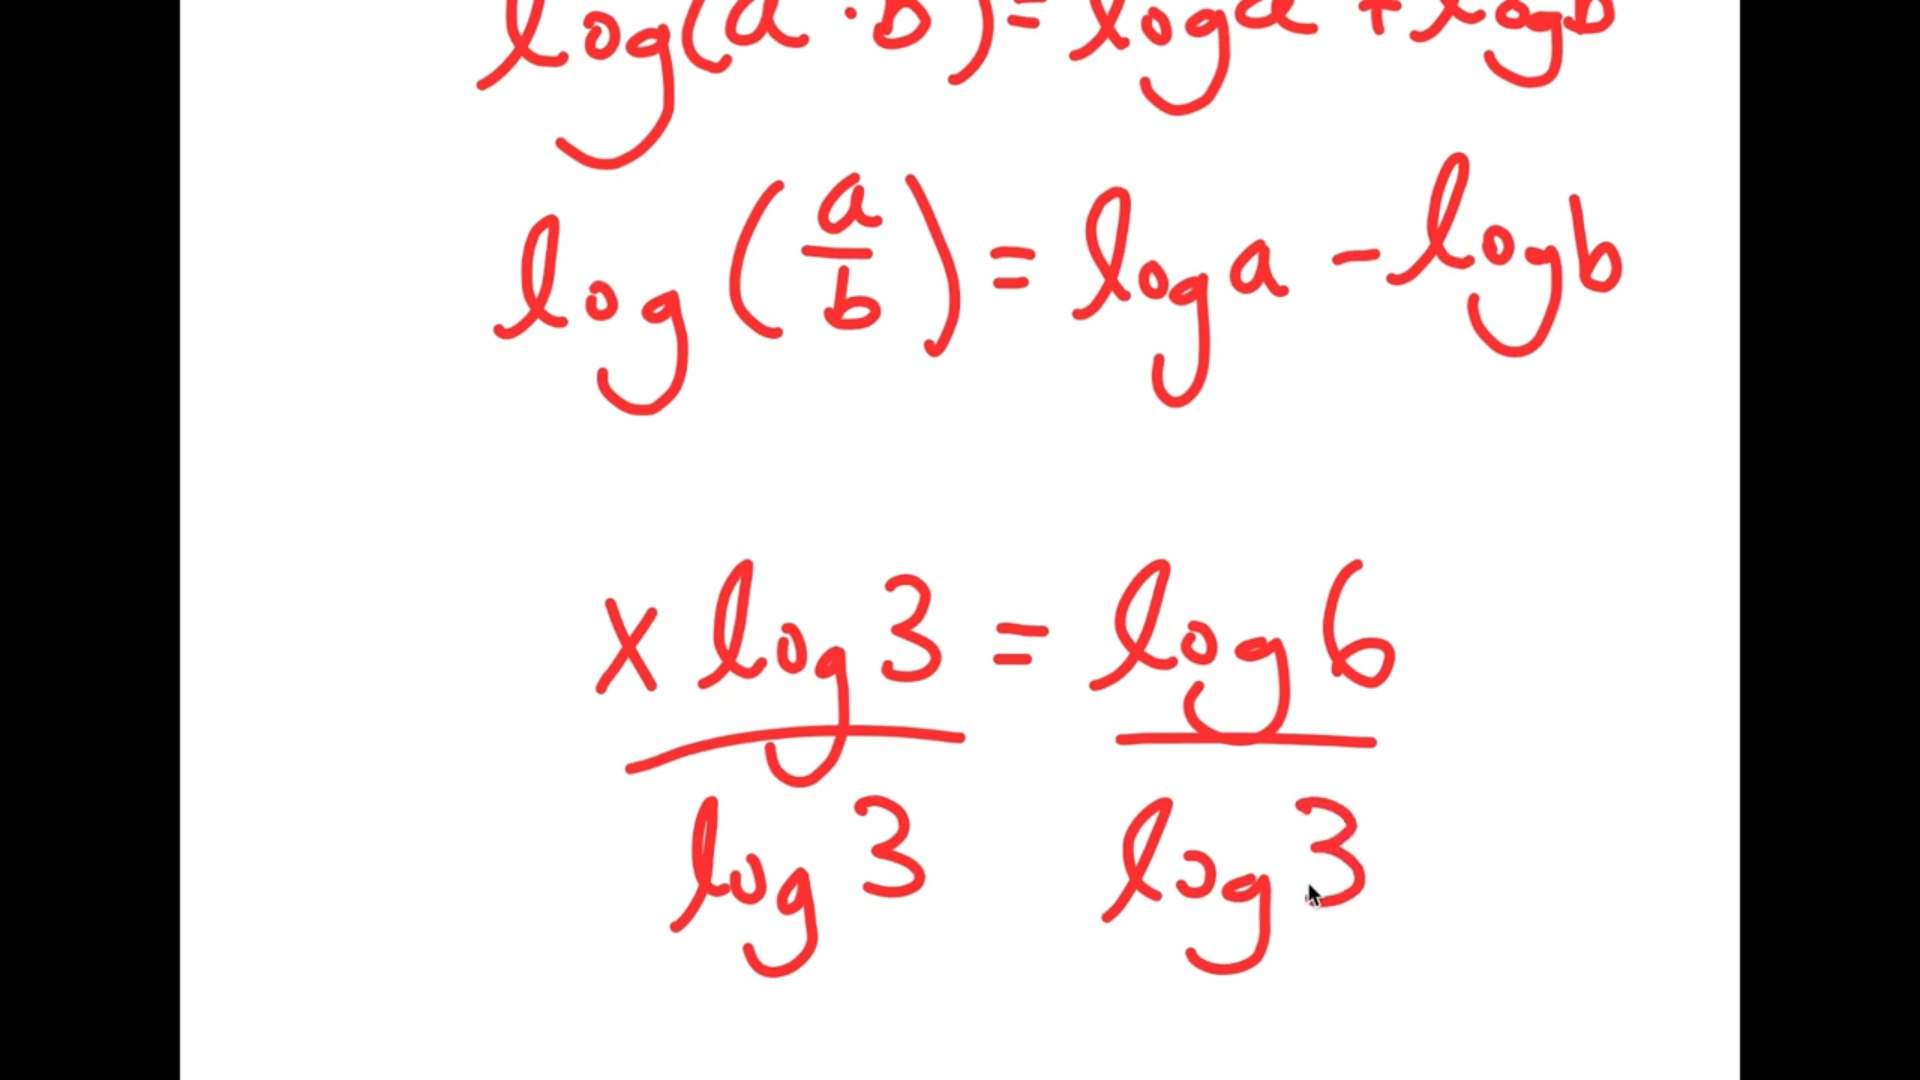 log(a·b) = log a + log b
log(a/b) = log a - log b
x log 3 = log 6
log 3 log 3